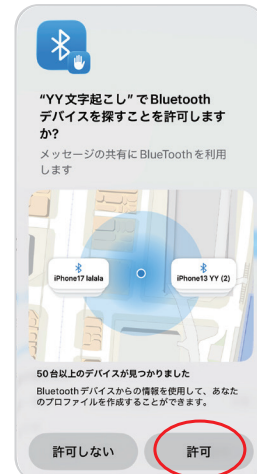 “YY文字起こし”でBluetooth
デバイスを探すことを許可します
か?
メッセージの共有にBlueToothを利用
します
iPhone17 lalala
iPhone13 YY (2)
50台以上のデバイスが見つかりました
Bluetoothデバイスからの情報を使用して、あなた
のプロファイルを作成することができます。
許可しない
許可